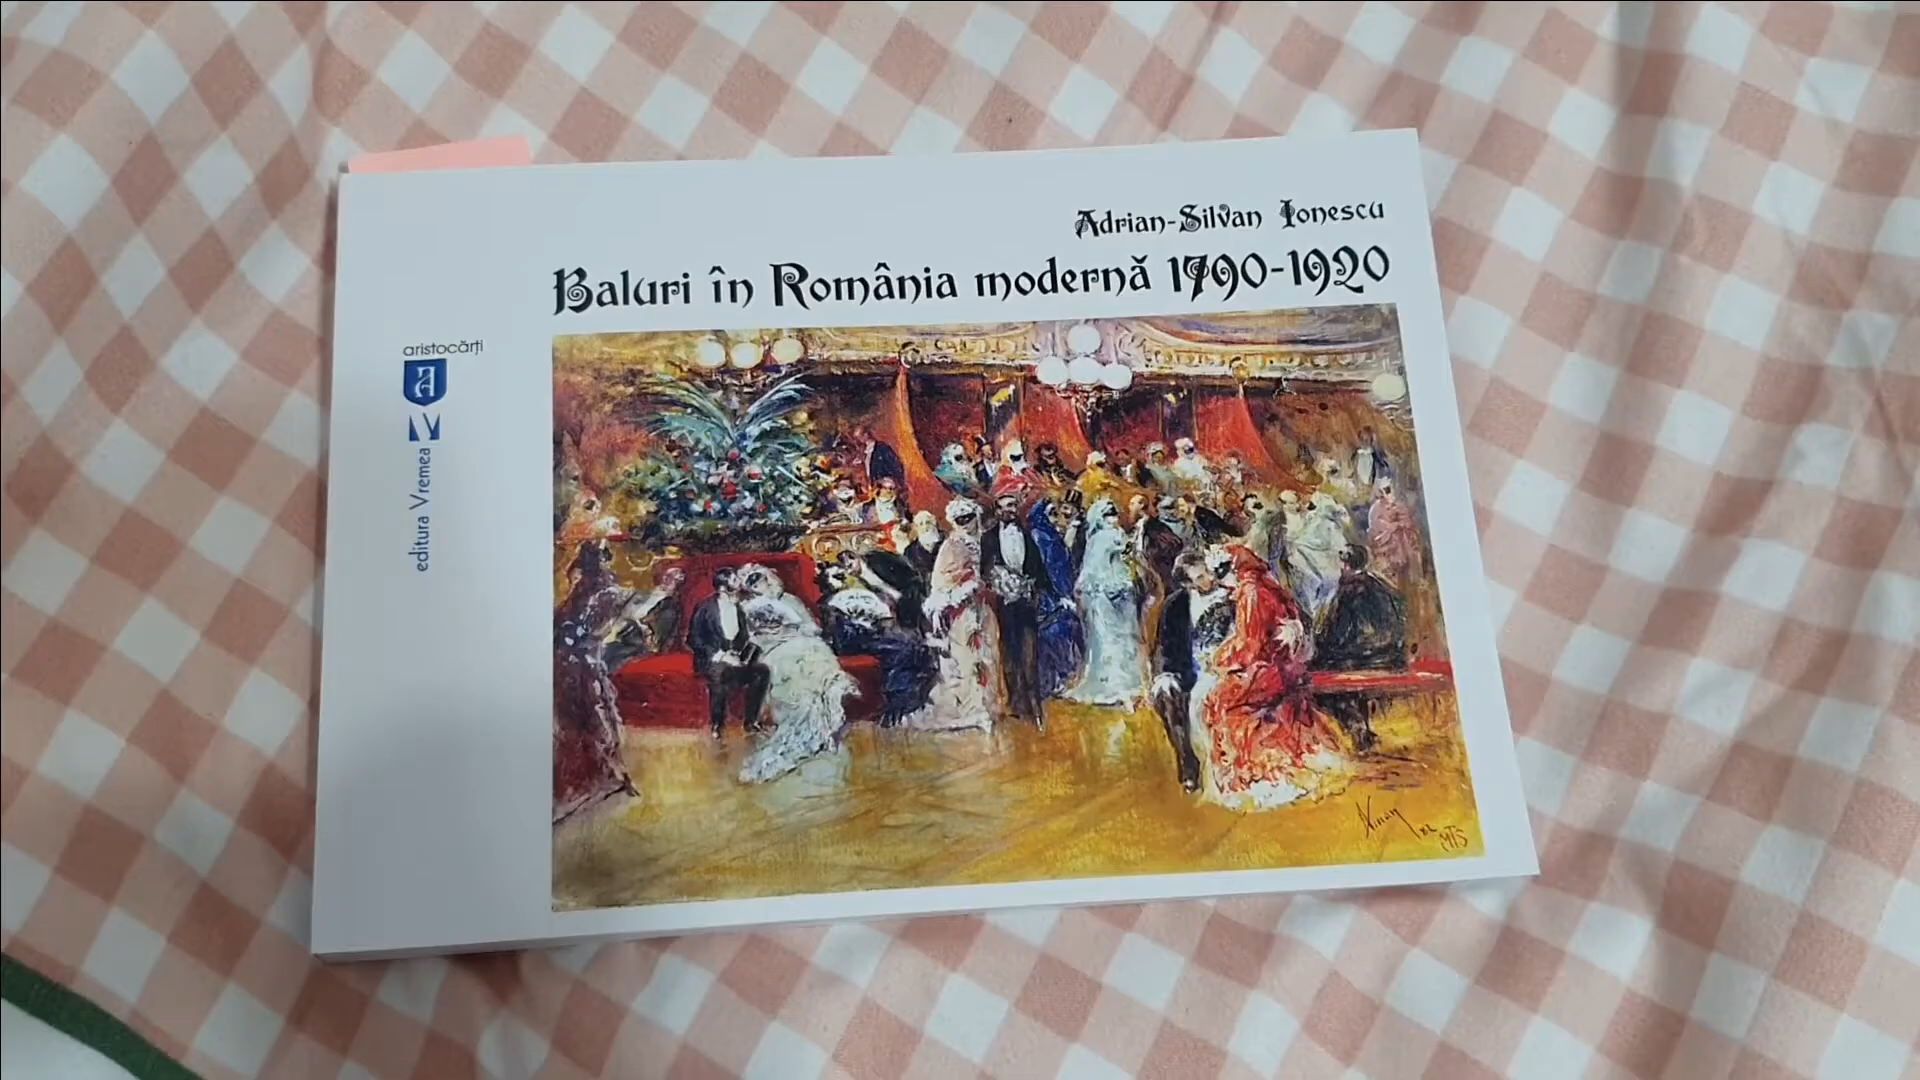 Adrian-Silvan Ionescu
Baluri în România modernă 1790-1920
aristocărți
A
editura Vremea